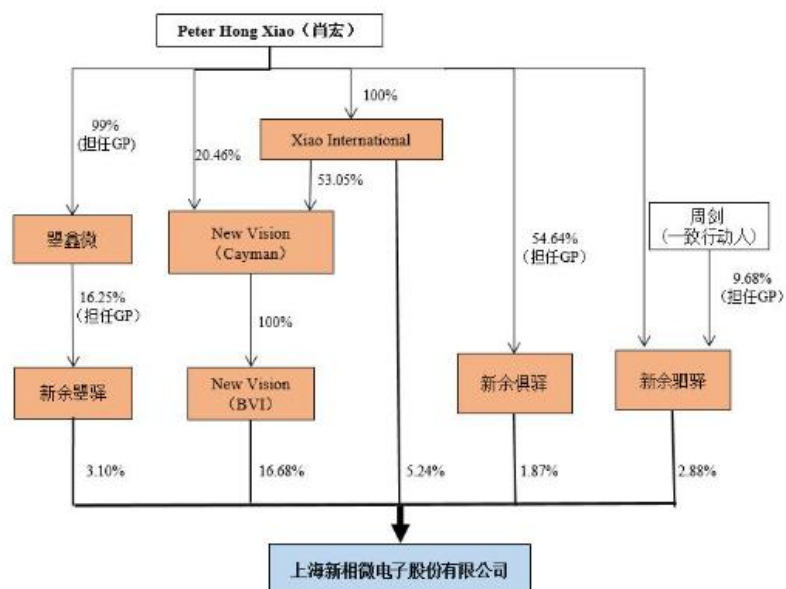 Peter Hong Xiao（肖宏）
99%
(担任GP)
20.46%
100%
Xiao International
53.05%
54.64%
（担任GP）
周剑
（一致行动人）
9.68%
（担任GP）
曌鑫微
New Vision
（Cayman）
16.25%
（担任GP）
100%
新余曌驿
New Vision
（BVI）
新余俱驿
新余驷驿
3.10%
16.68%
5.24%
1.87%
2.88%
上海新相微电子股份有限公司